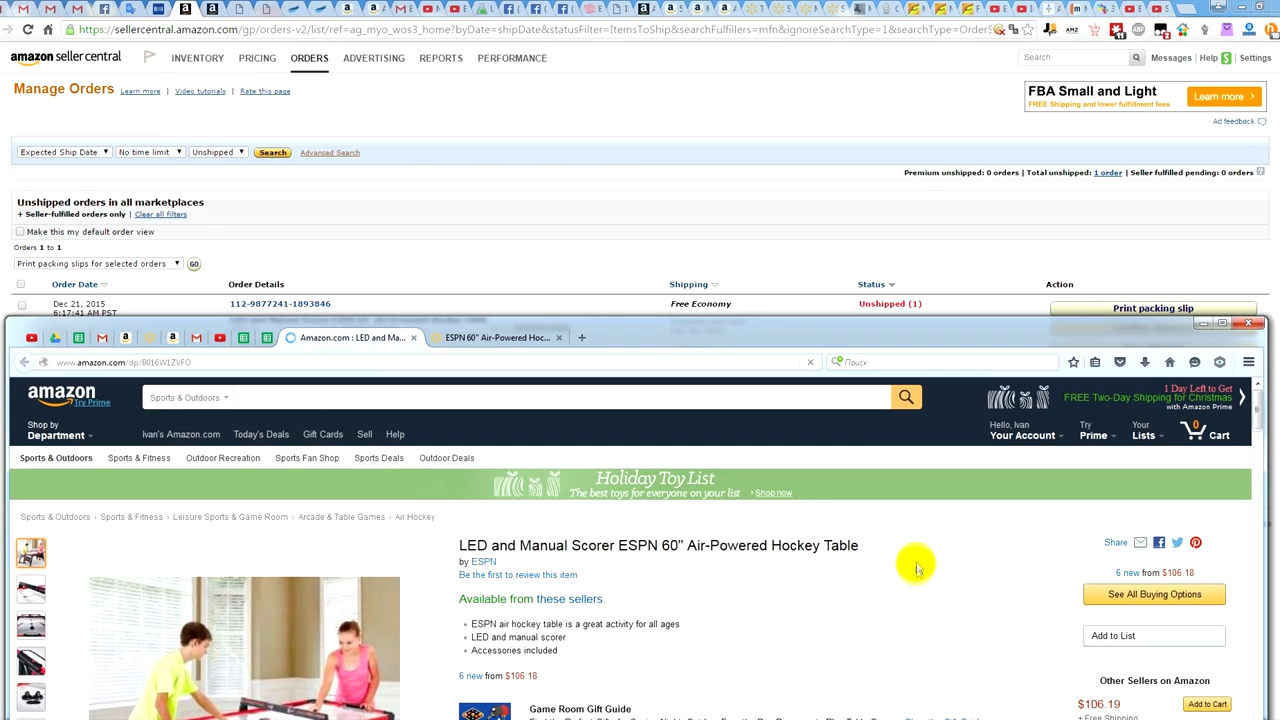 https://sellercentral.amazon.com/gp/orders-v2/list/ref=ag_myo_wos3_home?byDate=shipDate&statusFilter=ItemsToShip&searchFulfillers=mfn&ignoreSearchType=1&searchType=OrderS
amazon seller central INVENTORY PRICING ORDERS ADVERTISING REPORTS PERFORMANCE Search Messages Help Settings
Manage Orders Learn more Video tutorials Rate this page
FBA Small and Light
FREE Shipping and lower fulfillment fees
Learn more
Ad feedback
Expected Ship Date No time limit Unshipped Search Advanced Search
Premium unshipped: 0 orders | Total unshipped: 1 order | Seller fulfilled pending: 0 orders
Unshipped orders in all marketplaces
+ Seller-fulfilled orders only | Clear all filters
Make this my default order view
Orders 1 to 1
Print packing slips for selected orders GO
Order Date Order Details Shipping Status Action
Dec 21, 2015 112-9877241-1893846 Free Economy Unshipped (1) Print packing slip
6:17:41 AM PST
Amazon.com : LED and Ma... ESPN 60" Air-Powered Hoc...
www.amazon.com/dp/B016W1ZVFO Поиск
amazon
Try Prime
Sports & Outdoors
1 Day Left to Get
FREE Two-Day Shipping for Christmas
with Amazon Prime
Shop by
Department
Ivan's Amazon.com Today's Deals Gift Cards Sell Help
Hello, Ivan
Your Account
Try
Prime
Your
Lists
0
Cart
Sports & Outdoors Sports & Fitness Outdoor Recreation Sports Fan Shop Sports Deals Outdoor Deals
Holiday Toy List
The best toys for everyone on your list Shop now
Sports & Outdoors › Sports & Fitness › Leisure Sports & Game Room › Arcade & Table Games › Air Hockey
LED and Manual Scorer ESPN 60" Air-Powered Hockey Table
by ESPN
Be the first to review this item
Available from these sellers.
ESPN air hockey table is a great activity for all ages
LED and manual scorer
Accessories included
6 new from $106.18
Game Room Gift Guide
Share
6 new from $106.18
See All Buying Options
Add to List
Other Sellers on Amazon
$106.19 Add to Cart
+ Free Shipping